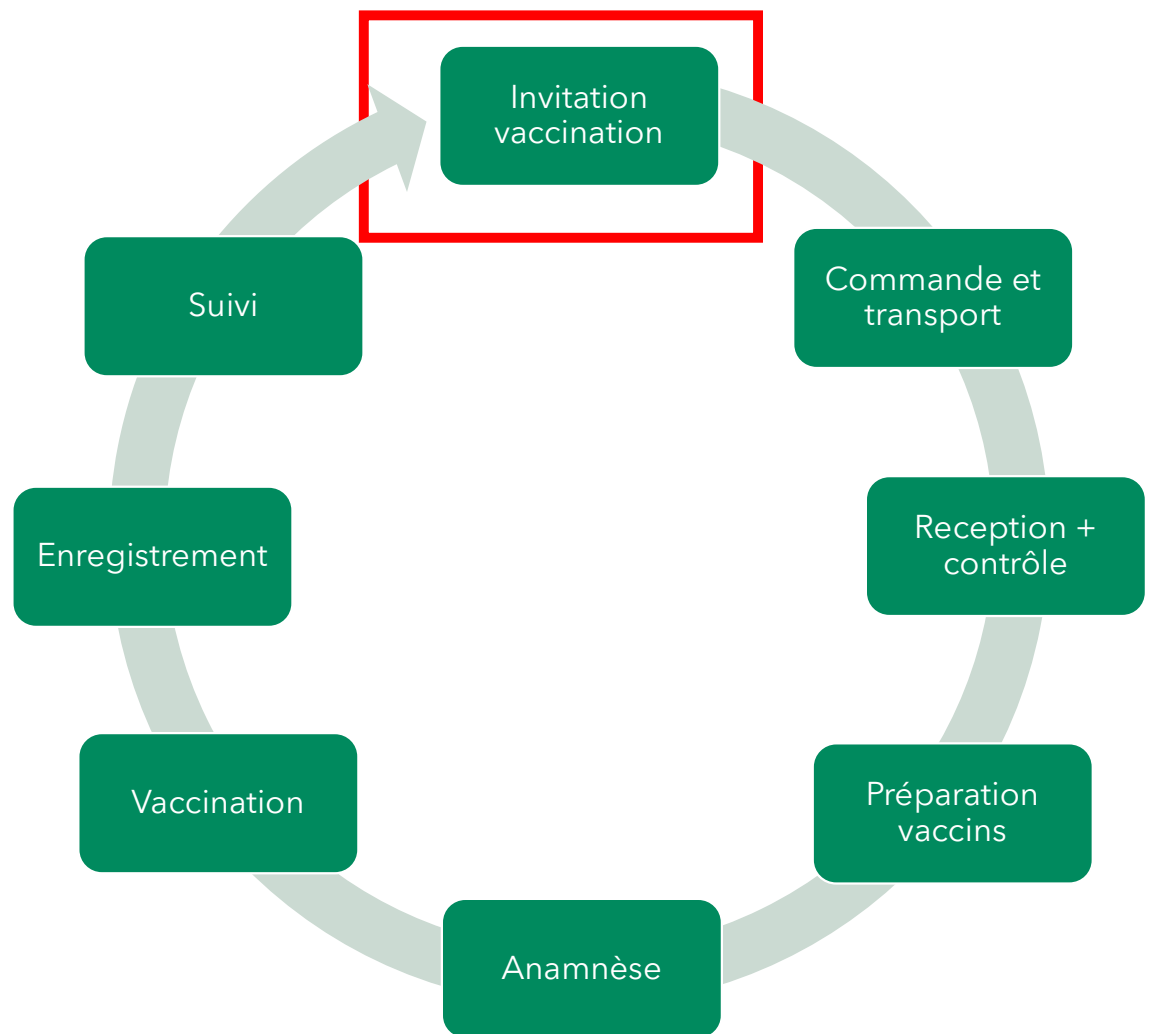 Invitation
vaccination
Commande et
transport
Reception +
contrôle
Préparation
vaccins
Anamnèse
Vaccination
Enregistrement
Suivi